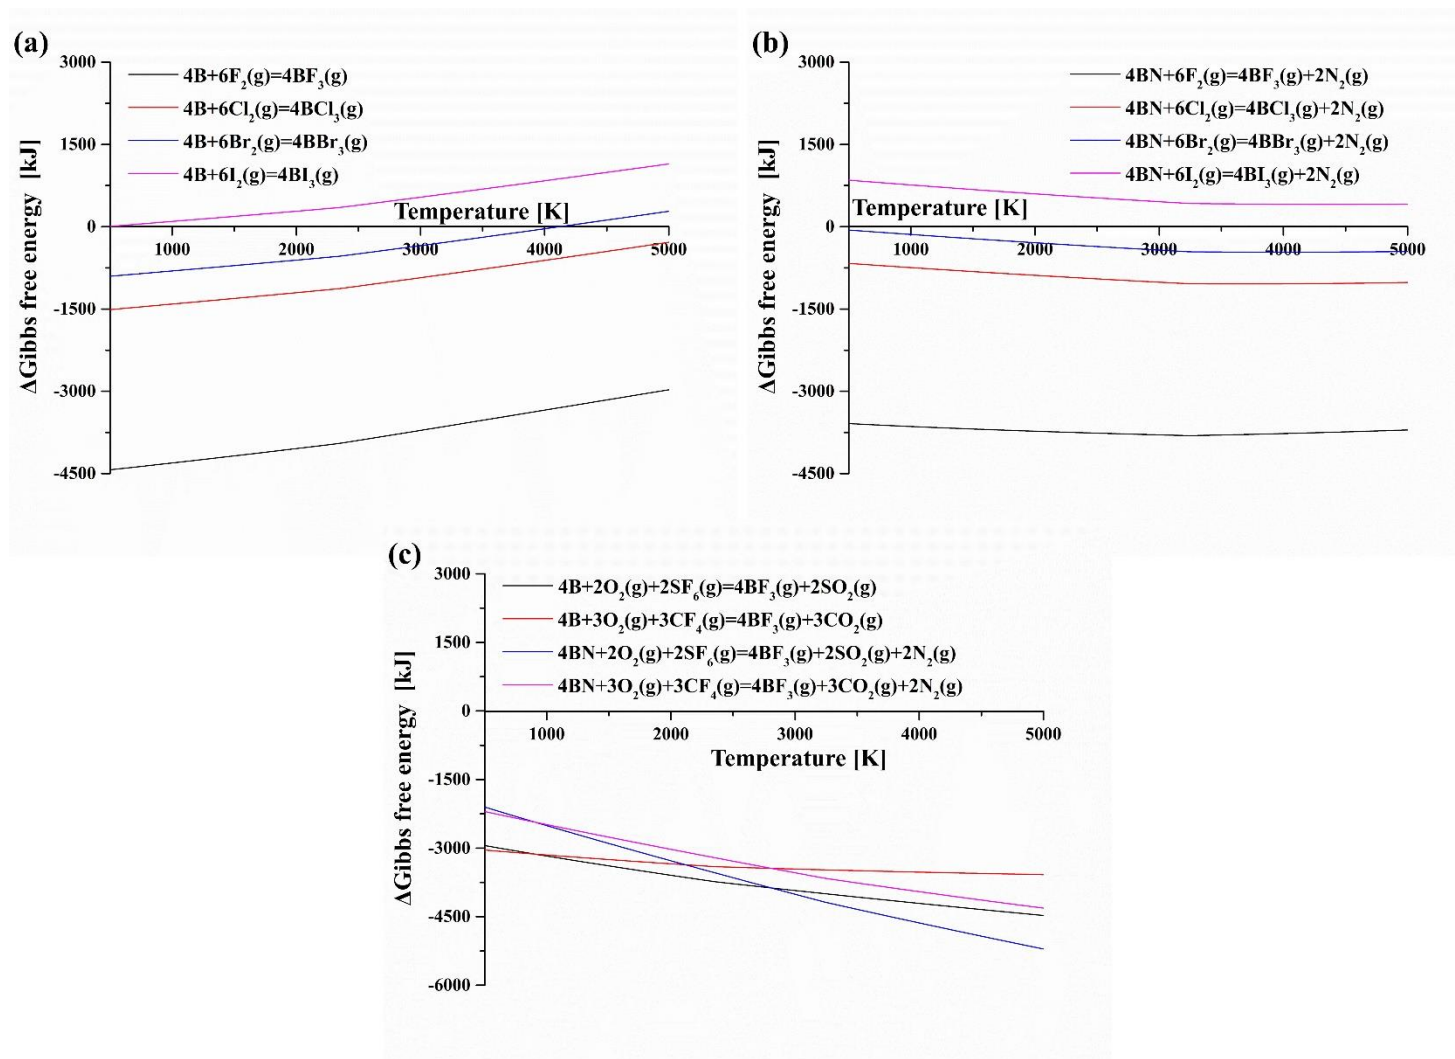 (a)
3000
1500
0
-1500
-3000
-4500
ΔGibbs free energy [kJ]
4B+6F₂(g)=4BF₃(g)
4B+6Cl₂(g)=4BCl₃(g)
4B+6Br₂(g)=4BBr₃(g)
4B+6I₂(g)=4BI₃(g)
Temperature [K]
1000 2000 3000 4000 5000
(b)
3000
1500
0
-1500
-3000
-4500
ΔGibbs free energy [kJ]
4BN+6F₂(g)=4BF₃(g)+2N₂(g)
4BN+6Cl₂(g)=4BCl₃(g)+2N₂(g)
4BN+6Br₂(g)=4BBr₃(g)+2N₂(g)
4BN+6I₂(g)=4BI₃(g)+2N₂(g)
Temperature [K]
1000 2000 3000 4000 5000
(c)
3000
1500
0
-1500
-3000
-4500
-6000
ΔGibbs free energy [kJ]
4B+2O₂(g)+2SF₆(g)=4BF₃(g)+2SO₂(g)
4B+3O₂(g)+3CF₄(g)=4BF₃(g)+3CO₂(g)
4BN+2O₂(g)+2SF₆(g)=4BF₃(g)+2SO₂(g)+2N₂(g)
4BN+3O₂(g)+3CF₄(g)=4BF₃(g)+3CO₂(g)+2N₂(g)
1000 2000 3000 4000 5000
Temperature [K]